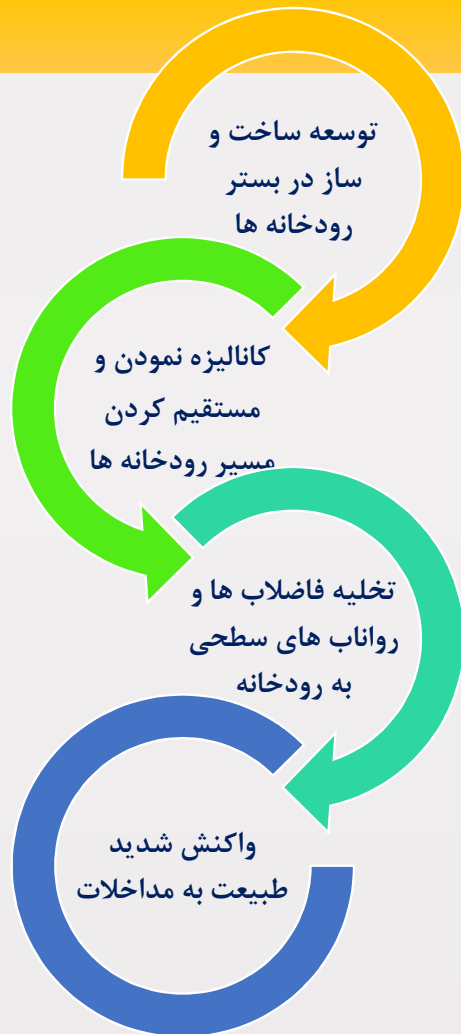 توسعه ساخت و
ساز در بستر
رودخانه ها
کانالیزه نمودن و
مستقیم کردن
مسیر رودخانه ها
تخلیه فاضلاب ها و
رواناب های سطحی
به رودخانه
واکنش شدید
طبیعت به مداخلات